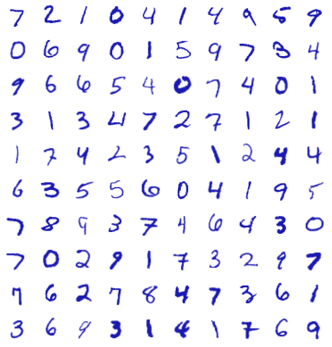 7 2 1 0 4 1 4 9 5 9
0 6 9 0 1 5 9 7 3 4
9 6 6 5 4 0 7 4 0 1
3 1 3 4 7 2 7 1 2 1
1 7 4 2 3 5 1 2 4 4
6 3 5 5 6 0 4 1 9 5
7 8 9 3 7 4 6 4 3 0
7 0 2 9 1 7 3 2 9 7
7 6 2 7 8 4 7 3 6 1
3 6 9 3 1 4 1 7 6 9